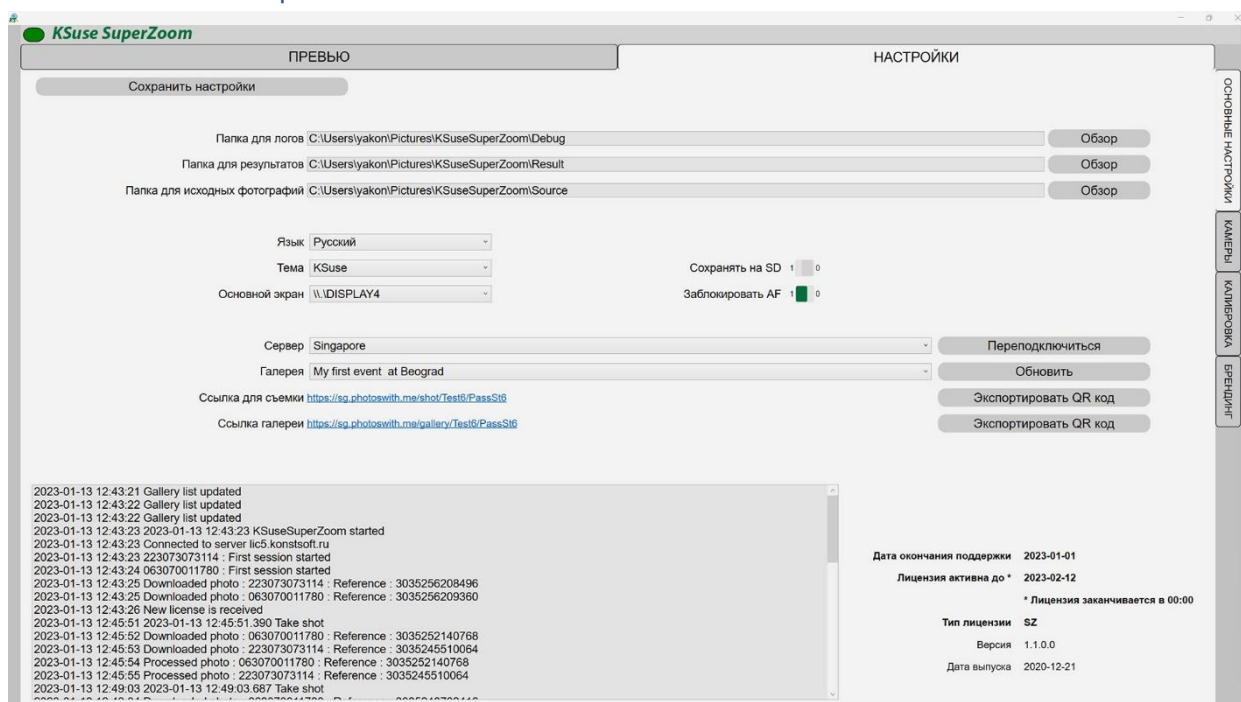 KSuse SuperZoom
ПРЕВЬЮ
НАСТРОЙКИ
Сохранить настройки
Папка для логов C:\Users\yakon\Pictures\KSuseSuperZoom\Debug Обзор
Папка для результатов C:\Users\yakon\Pictures\KSuseSuperZoom\Result Обзор
Папка для исходных фотографий C:\Users\yakon\Pictures\KSuseSuperZoom\Source Обзор
Язык Русский
Тема KSuse Сохранять на SD 1 0
Основной экран \\.\DISPLAY4 Заблокировать AF 1 0
Сервер Singapore Переподключиться
Галерея My first event at Beograd Обновить
Ссылка для съемки https://sg.photoswith.me/shot/Test6/PassSt6 Экспортировать QR код
Ссылка галереи https://sg.photoswith.me/gallery/Test6/PassSt6 Экспортировать QR код
ОСНОВНЫЕ НАСТРОЙКИ
КАМЕРЫ
КАЛИБРОВКА
БРЕНДИНГ
2023-01-13 12:43:21 Gallery list updated
2023-01-13 12:43:22 Gallery list updated
2023-01-13 12:43:22 Gallery list updated
2023-01-13 12:43:23 2023-01-13 12:43:23 KSuseSuperZoom started
2023-01-13 12:43:23 Connected to server lic5.konstsoft.ru
2023-01-13 12:43:23 223073073114 : First session started
2023-01-13 12:43:24 063070011780 : First session started
2023-01-13 12:43:25 Downloaded photo : 223073073114 : Reference : 3035256208496
2023-01-13 12:43:25 Downloaded photo : 063070011780 : Reference : 3035256209360
2023-01-13 12:43:26 New license is received
2023-01-13 12:45:51 2023-01-13 12:45:51.390 Take shot
2023-01-13 12:45:52 Downloaded photo : 063070011780 : Reference : 3035252140768
2023-01-13 12:45:53 Downloaded photo : 223073073114 : Reference : 3035245510064
2023-01-13 12:45:54 Processed photo : 063070011780 : Reference : 3035252140768
2023-01-13 12:45:55 Processed photo : 223073073114 : Reference : 3035245510064
2023-01-13 12:49:03 2023-01-13 12:49:03.687 Take shot
Дата окончания поддержки 2023-01-01
Лицензия активна до * 2023-02-12
* Лицензия заканчивается в 00:00
Тип лицензии SZ
Версия 1.1.0.0
Дата выпуска 2020-12-21